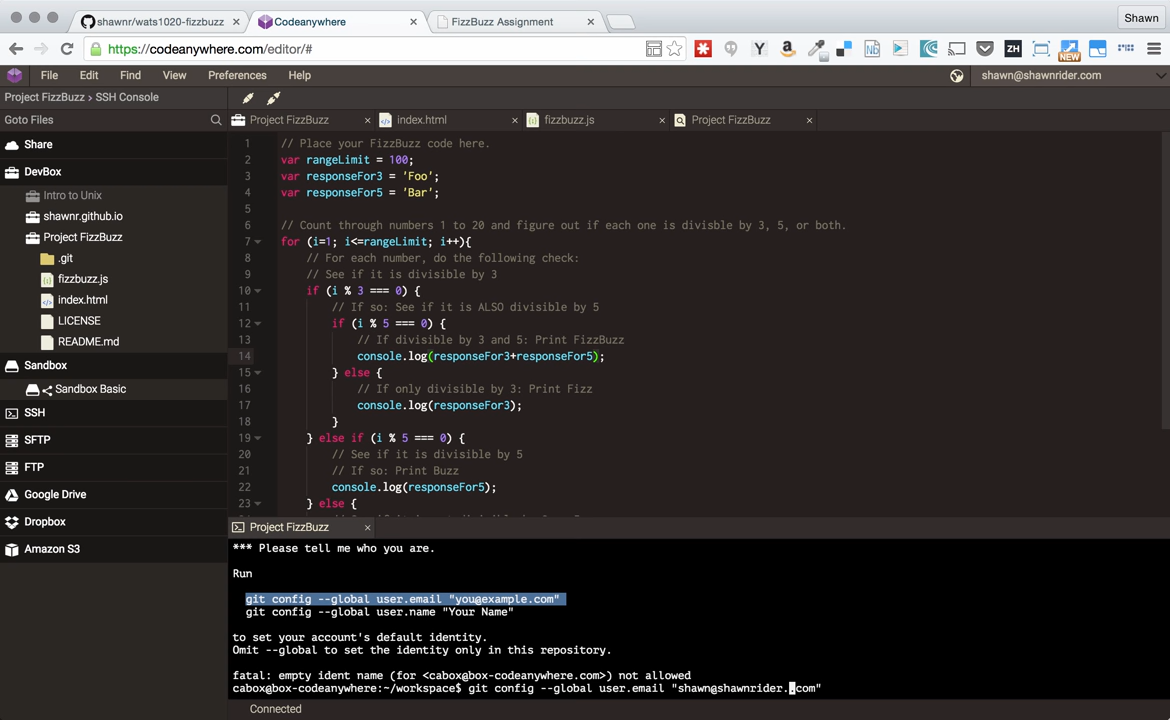 shawnr/wats1020-fizzbuzz
Codeanywhere
FizzBuzz Assignment
Shawn
https://codeanywhere.com/editor/#
Y
a
Nb
ZH
NEW
File Edit Find View Preferences Help
shawn@shawnrider.com
Project FizzBuzz > SSH Console
Goto Files
Project FizzBuzz
index.html
fizzbuzz.js
Project FizzBuzz
Share
DevBox
Intro to Unix
shawnr.github.io
Project FizzBuzz
.git
fizzbuzz.js
index.html
LICENSE
README.md
Sandbox
Sandbox Basic
SSH
SFTP
FTP
Google Drive
Dropbox
Amazon S3
1 // Place your FizzBuzz code here.
2 var rangeLimit = 100;
3 var responseFor3 = 'Foo';
4 var responseFor5 = 'Bar';
5
6 // Count through numbers 1 to 20 and figure out if each one is divisble by 3, 5, or both.
7 for (i=1; i<=rangeLimit; i++){
8 // For each number, do the following check:
9 // See if it is divisible by 3
10 if (i % 3 === 0) {
11 // If so: See if it is ALSO divisible by 5
12 if (i % 5 === 0) {
13 // If divisible by 3 and 5: Print FizzBuzz
14 console.log(responseFor3+responseFor5);
15 } else {
16 // If only divisible by 3: Print Fizz
17 console.log(responseFor3);
18 }
19 } else if (i % 5 === 0) {
20 // See if it is divisible by 5
21 // If so: Print Buzz
22 console.log(responseFor5);
23 } else {
Project FizzBuzz
*** Please tell me who you are.
Run
git config --global user.email "you@example.com"
git config --global user.name "Your Name"
to set your account's default identity.
Omit --global to set the identity only in this repository.
fatal: empty ident name (for <cabox@box-codeanywhere.com>) not allowed
cabox@box-codeanywhere:~/workspace$ git config --global user.email "shawn@shawnrider..com"
Connected